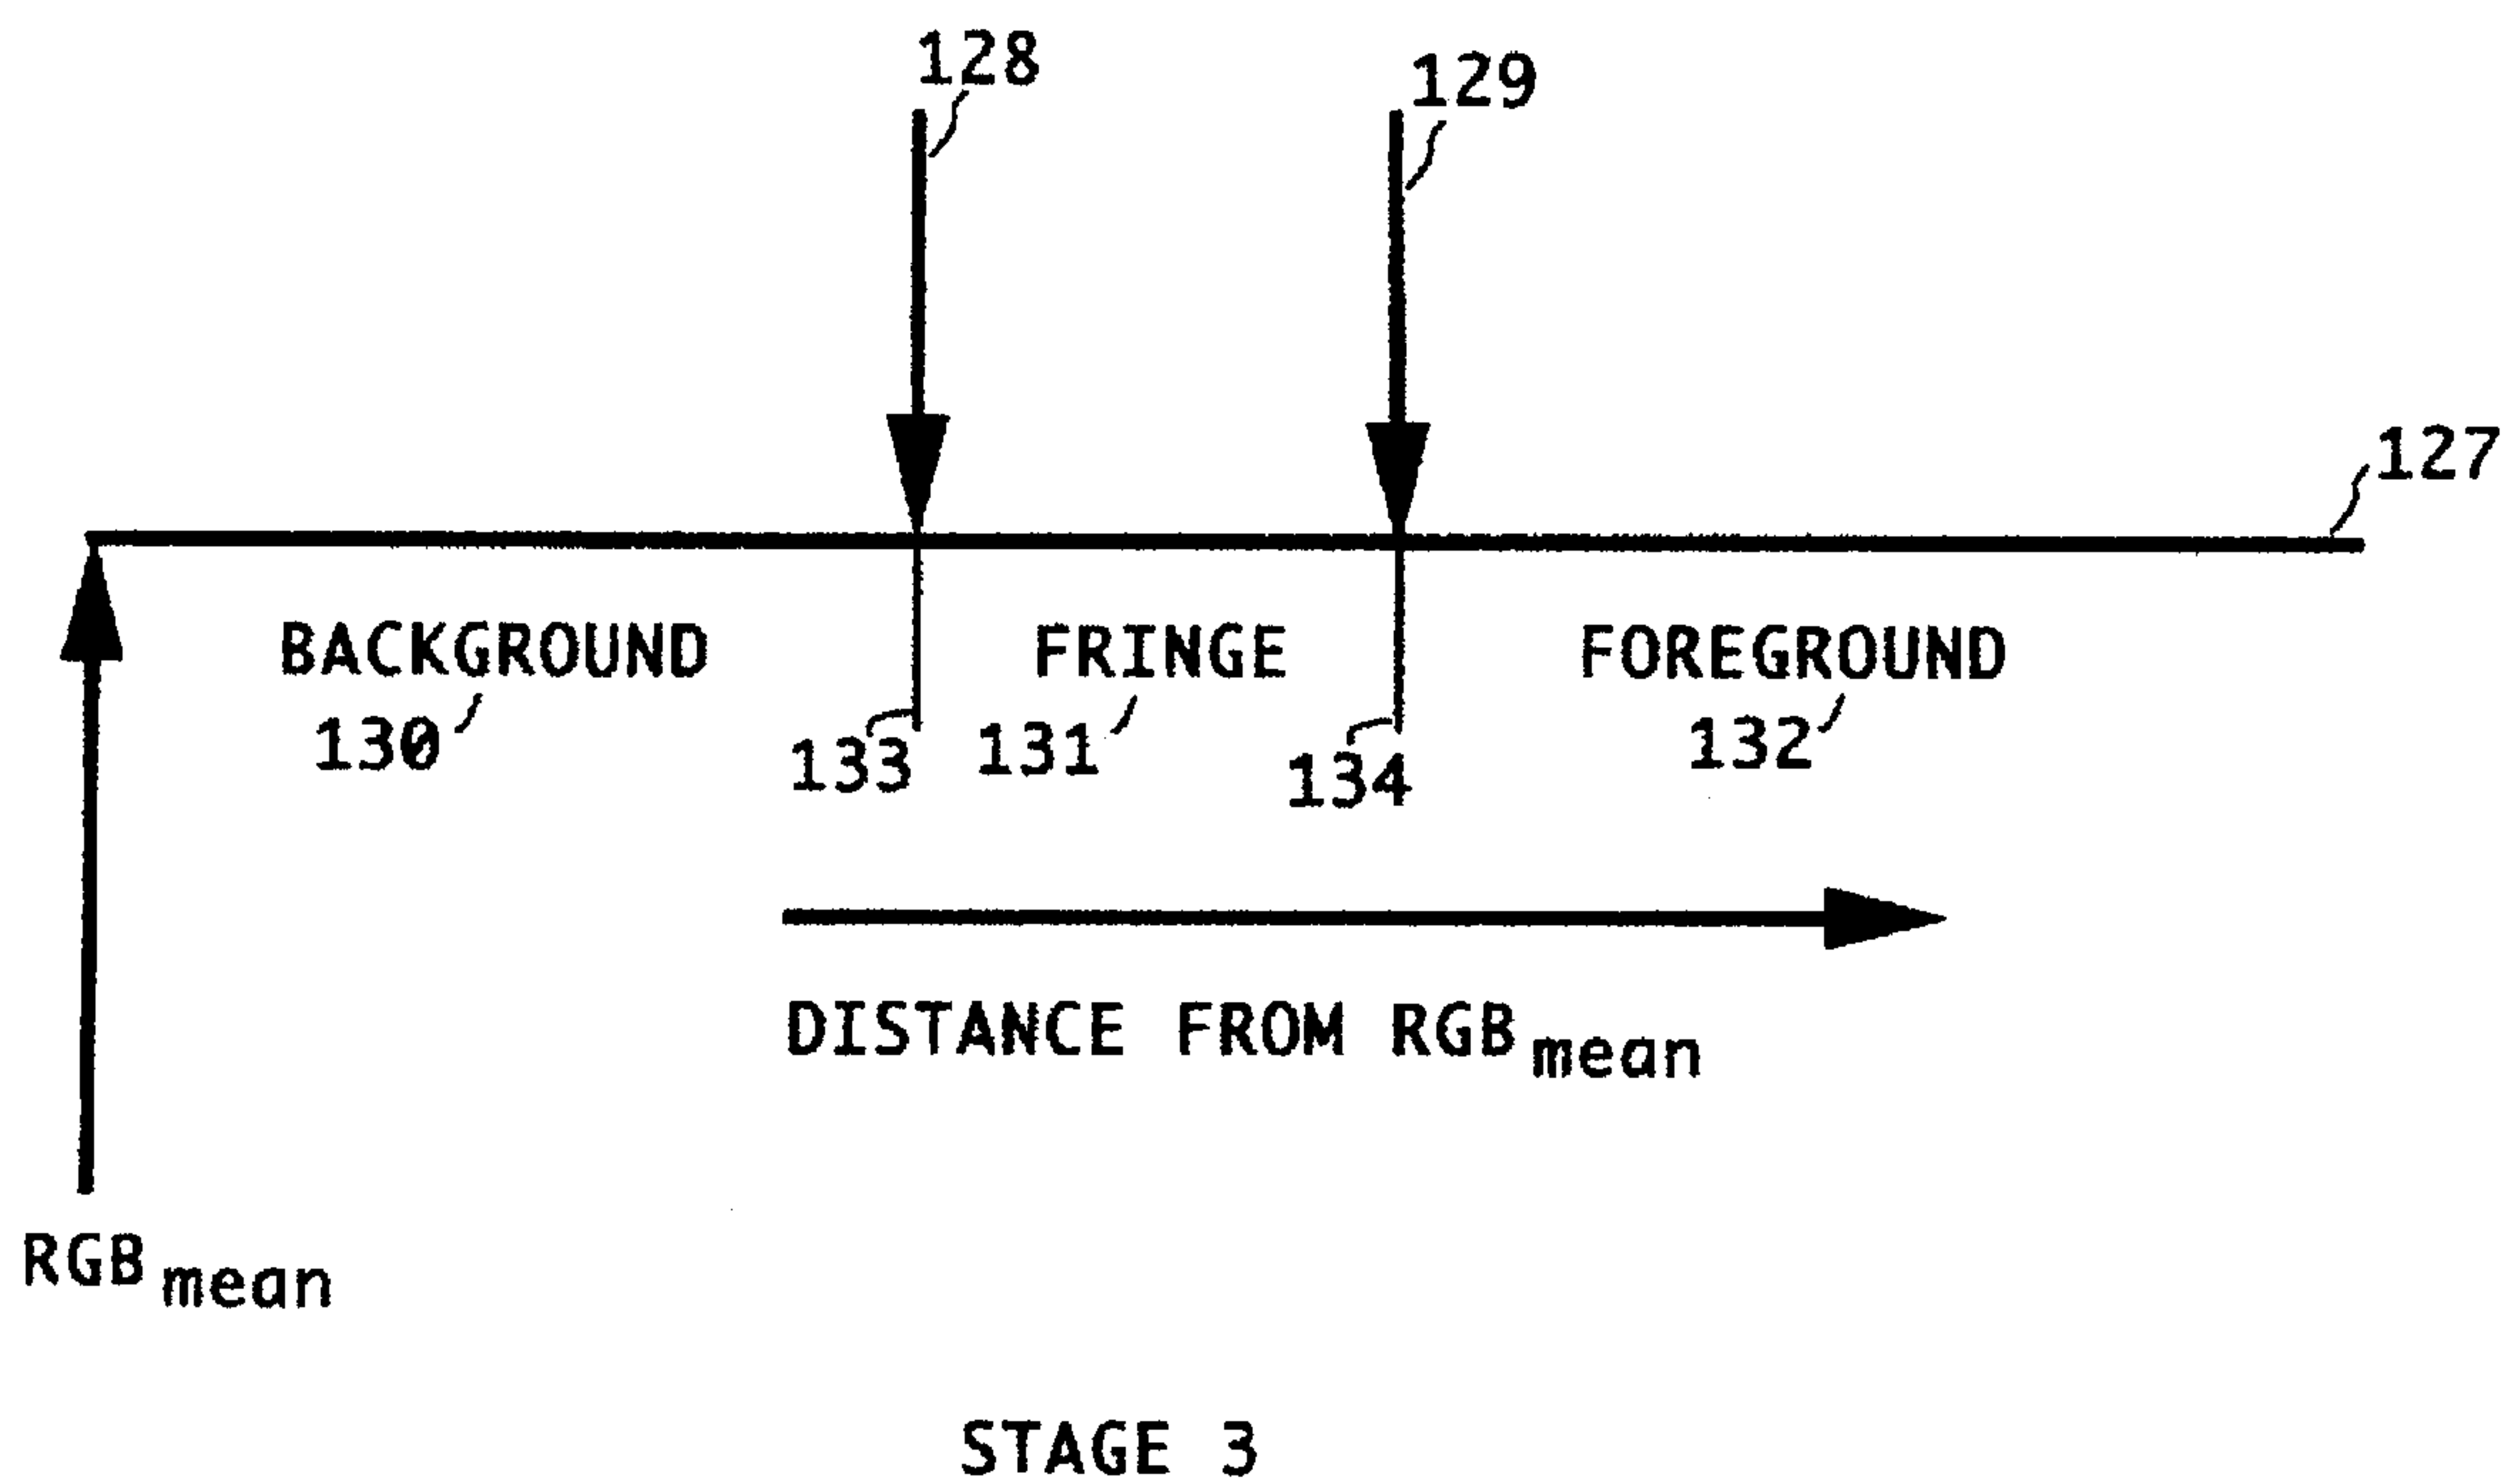 128
129
127
BACKGROUND FRINGE FOREGROUND
130 133 131 134 132
DISTANCE FROM RGBmean
RGBmean
STAGE 3